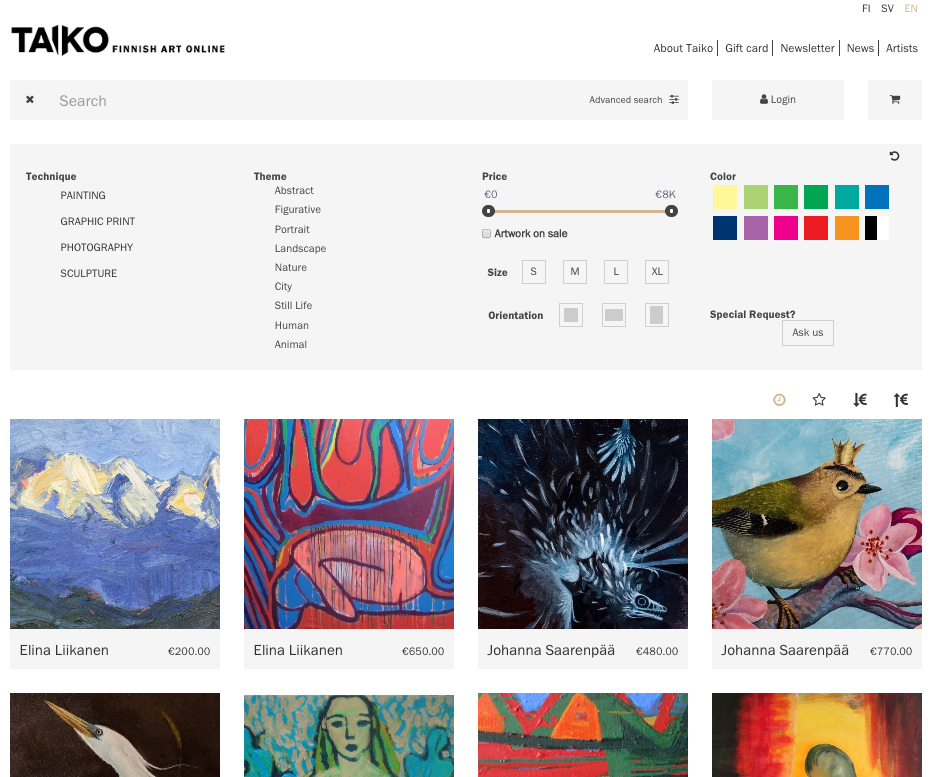 FI SV EN
TAIKO FINNISH ART ONLINE
About Taiko Gift card Newsletter News Artists
Search Advanced search Login
Technique
PAINTING
GRAPHIC PRINT
PHOTOGRAPHY
SCULPTURE
Theme
Abstract
Figurative
Portrait
Landscape
Nature
City
Still Life
Human
Animal
Price
€0 €8K
Artwork on sale
Size S M L XL
Orientation
Color
Special Request?
Ask us
Elina Liikanen €200.00
Elina Liikanen €650.00
Johanna Saarenpää €480.00
Johanna Saarenpää €770.00